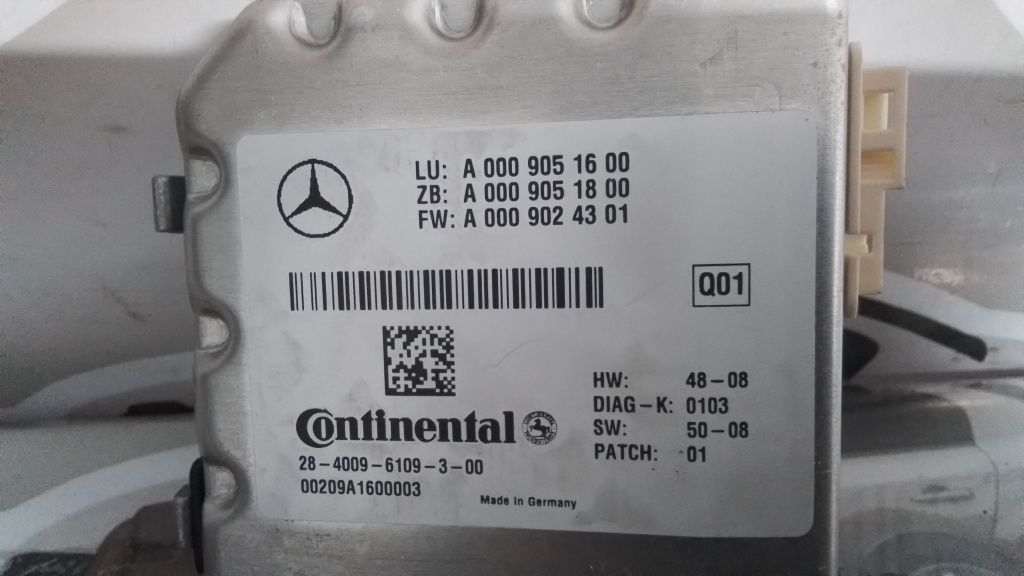 LU: A 000 905 16 00
ZB: A 000 905 18 00
FW: A 000 902 43 01
Q01
HW: 48-08
DIAG-K: 0103
SW: 50-08
PATCH: 01
Continental
28-4009-6109-3-00
00209A1600003
Made in Germany